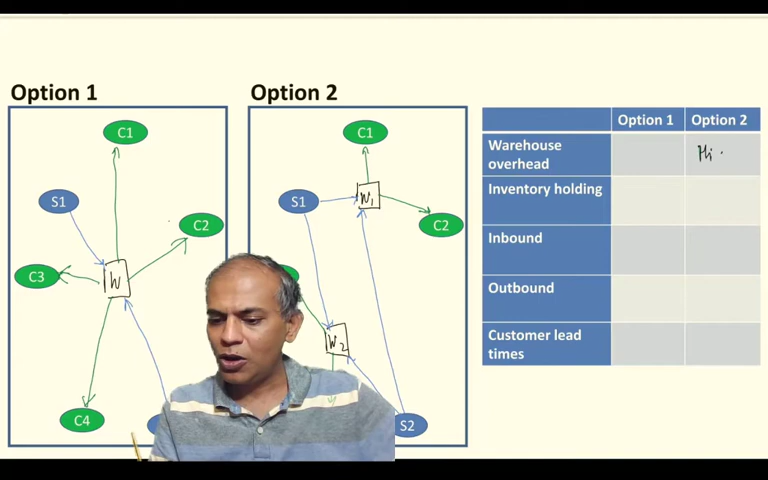 Option 1
C1
S1
C2
C3
W
C4
Option 2
C1
S1
W1
C2
W2
S2
Option 1 Option 2
Warehouse
overhead
Hi
Inventory holding
Inbound
Outbound
Customer lead
times